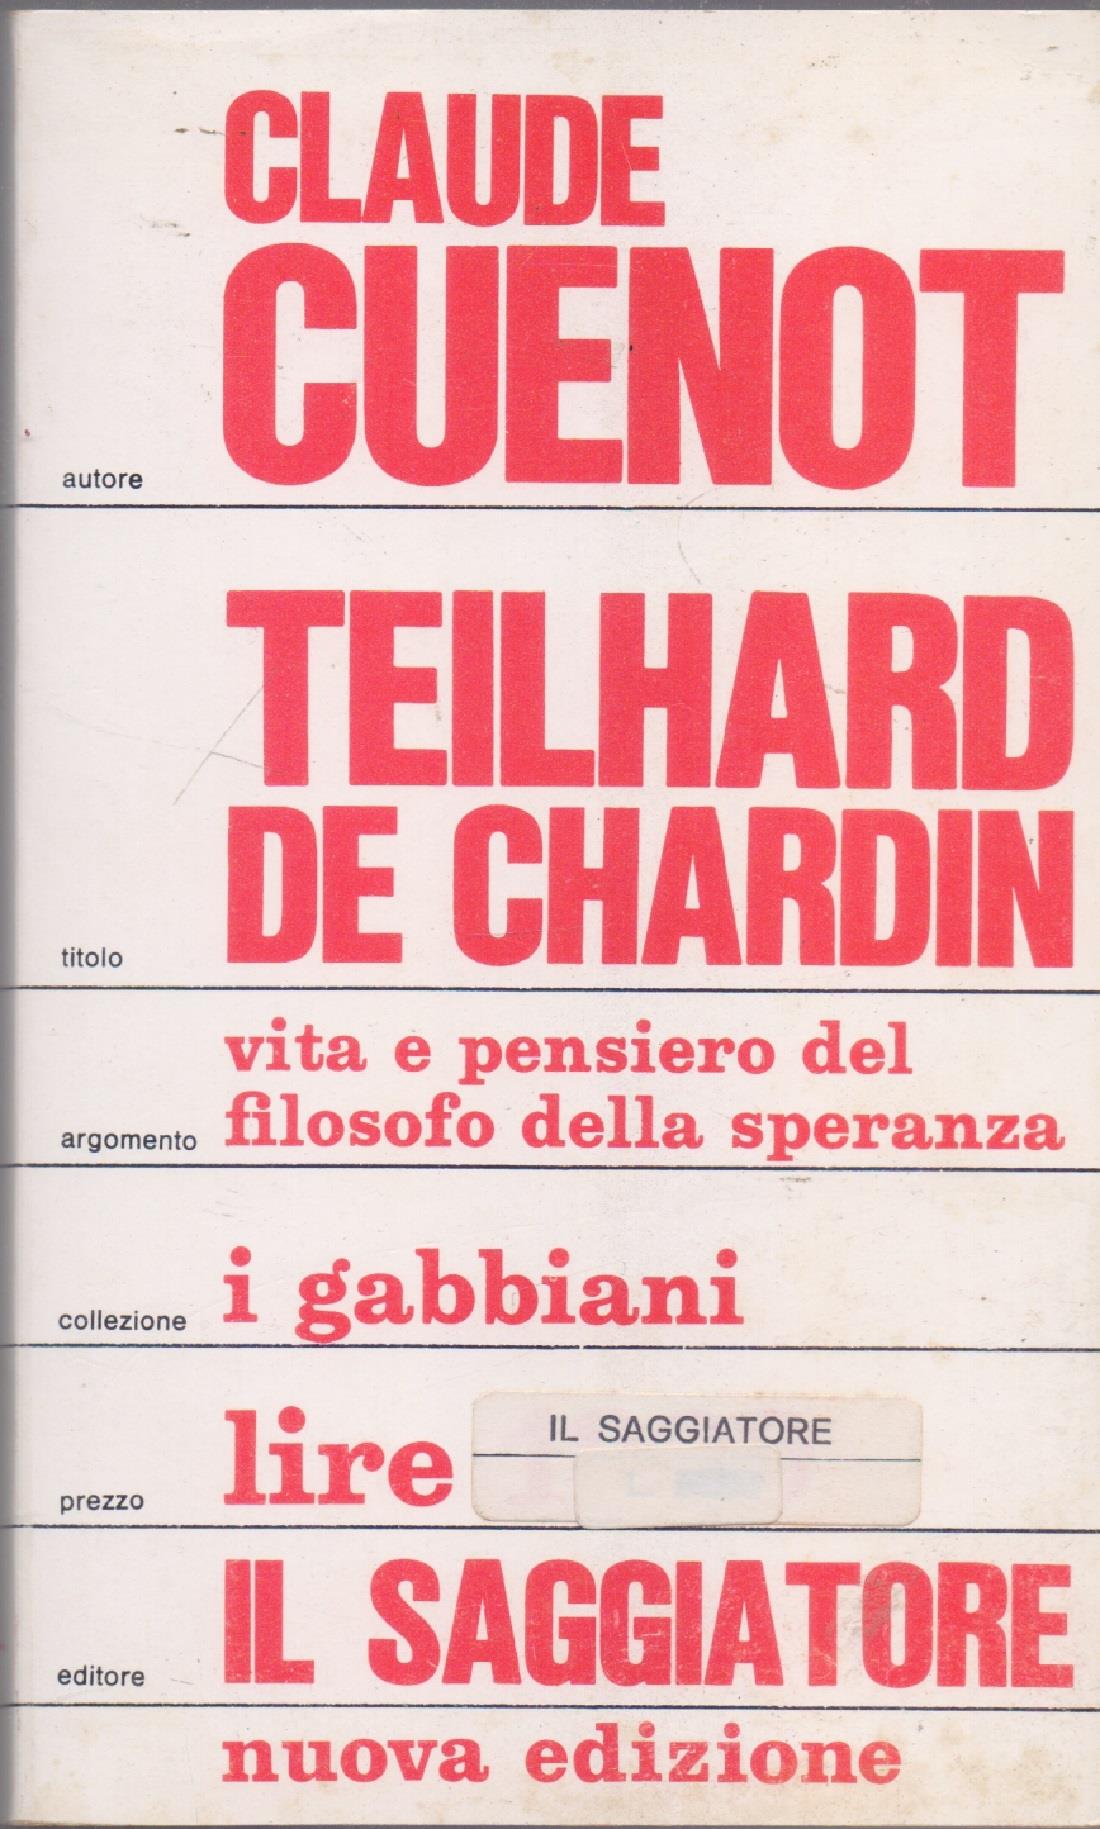 CLAUDE
autore CUENOT
TEILHARD
titolo DE CHARDIN
vita e pensiero del
argomento filosofo della speranza
collezione i gabbiani
prezzo lire IL SAGGIATORE
editore IL SAGGIATORE
nuova edizione